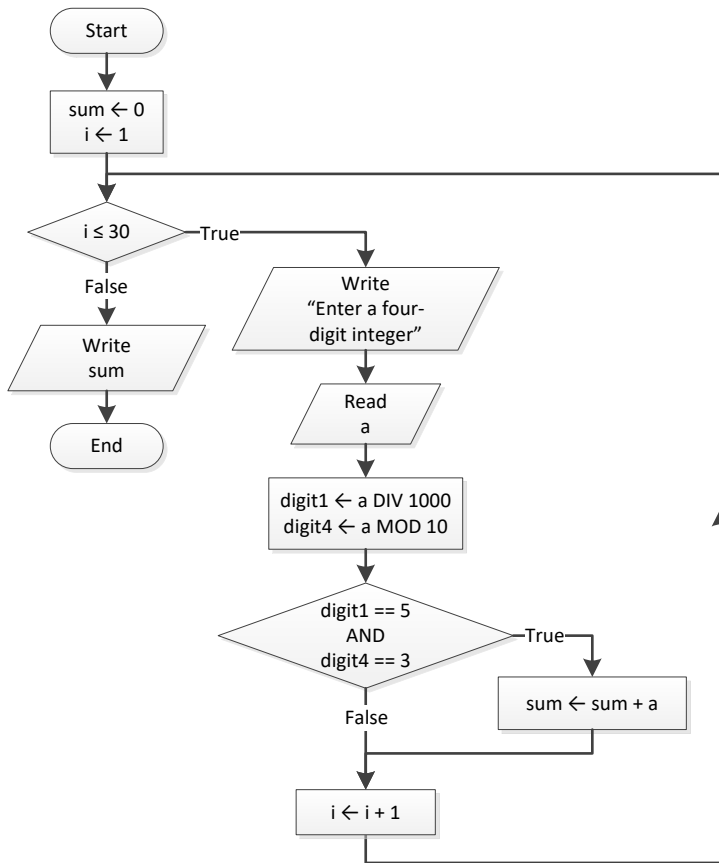 Start
sum ← 0
i ← 1
i ≤ 30
True
False
Write
sum
End
Write
“Enter a four-
digit integer”
Read
a
digit1 ← a DIV 1000
digit4 ← a MOD 10
digit1 == 5
AND
digit4 == 3
True
False
sum ← sum + a
i ← i + 1